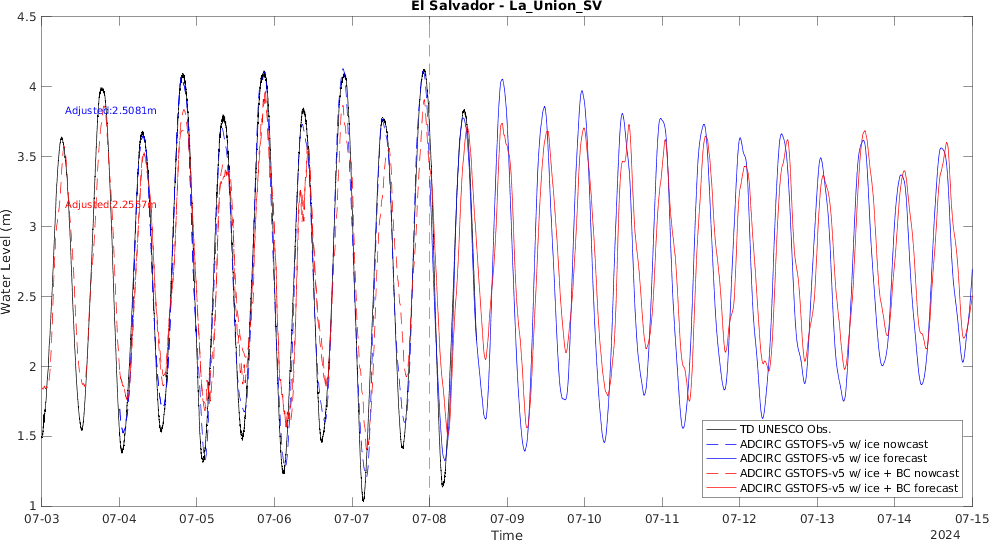 El Salvador - La_Union_SV
4.5
4
3.5
3
2.5
2
1.5
1
Water Level (m)
Adjusted:2.5081m
Adjusted:2.2567m
TD UNESCO Obs.
ADCIRC GSTOFS-v5 w/ ice nowcast
ADCIRC GSTOFS-v5 w/ ice forecast
ADCIRC GSTOFS-v5 w/ ice + BC nowcast
ADCIRC GSTOFS-v5 w/ ice + BC forecast
07-03 07-04 07-05 07-06 07-07 07-08 07-09 07-10 07-11 07-12 07-13 07-14 07-15
Time
2024